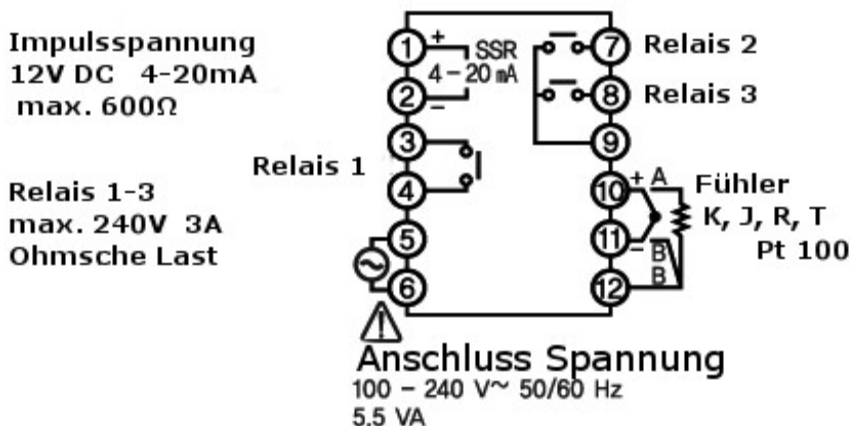 Impulsspannung
12V DC 4-20mA
max. 600Ω
Relais 1-3
max. 240V 3A
Ohmsche Last
Relais 1
1
+
SSR
4-20 mA
2
−
3
4
5
6
7
Relais 2
8
Relais 3
9
10
+ A
Fühler
K, J, R, T
Pt 100
11
− B
B
12
Anschluss Spannung
100 – 240 V~ 50/60 Hz
5.5 VA